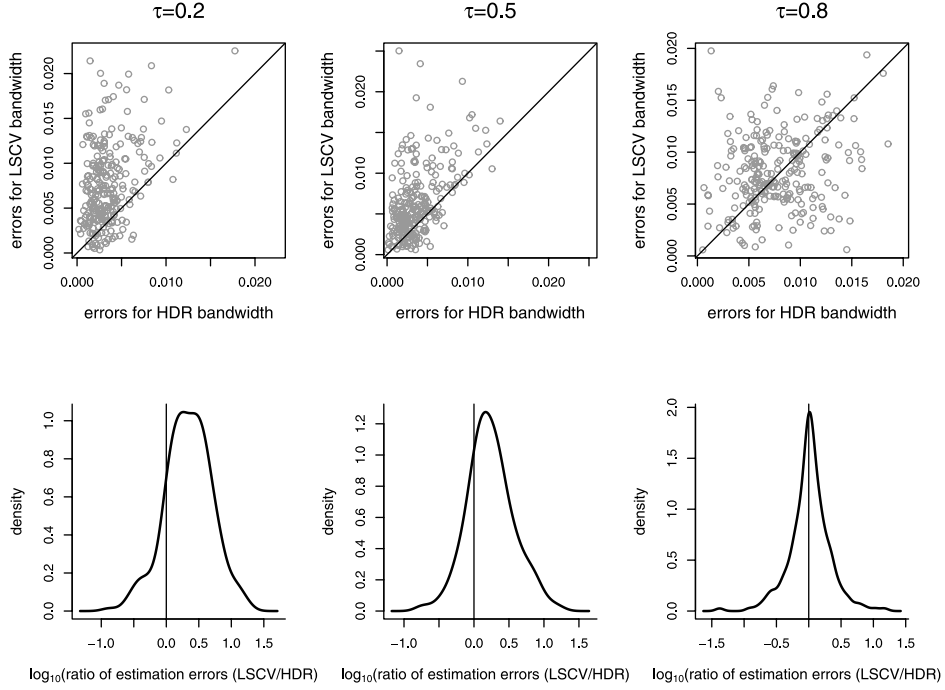 τ=0.2
τ=0.5
τ=0.8
errors for LSCV bandwidth
0.000 0.005 0.010 0.015 0.020
0.000 0.010 0.020
errors for HDR bandwidth
errors for LSCV bandwidth
0.000 0.010 0.020
0.000 0.010 0.020
errors for HDR bandwidth
errors for LSCV bandwidth
0.000 0.005 0.010 0.015 0.020
0.000 0.005 0.010 0.015 0.020
errors for HDR bandwidth
density
0.0 0.2 0.4 0.6 0.8 1.0
−1.0 0.0 0.5 1.0 1.5
log10(ratio of estimation errors (LSCV/HDR)
density
0.0 0.2 0.4 0.6 0.8 1.0 1.2
−1.0 0.0 0.5 1.0 1.5
log10(ratio of estimation errors (LSCV/HDR)
density
0.0 0.5 1.0 1.5 2.0
−1.5 −0.5 0.0 0.5 1.0 1.5
log10(ratio of estimation errors (LSCV/HDR)